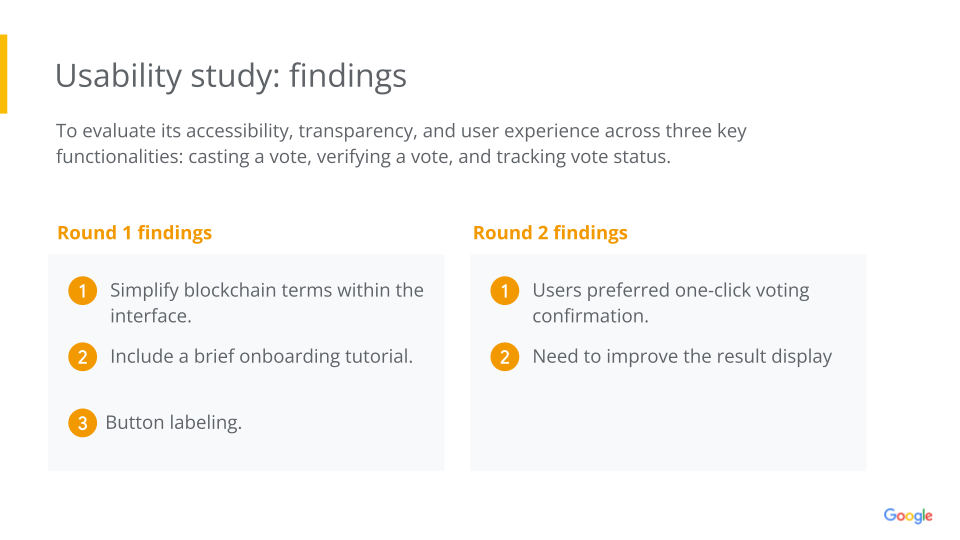 Usability study: findings
To evaluate its accessibility, transparency, and user experience across three key
functionalities: casting a vote, verifying a vote, and tracking vote status.
Round 1 findings
1 Simplify blockchain terms within the
interface.
2 Include a brief onboarding tutorial.
3 Button labeling.
Round 2 findings
1 Users preferred one-click voting
confirmation.
2 Need to improve the result display
Google